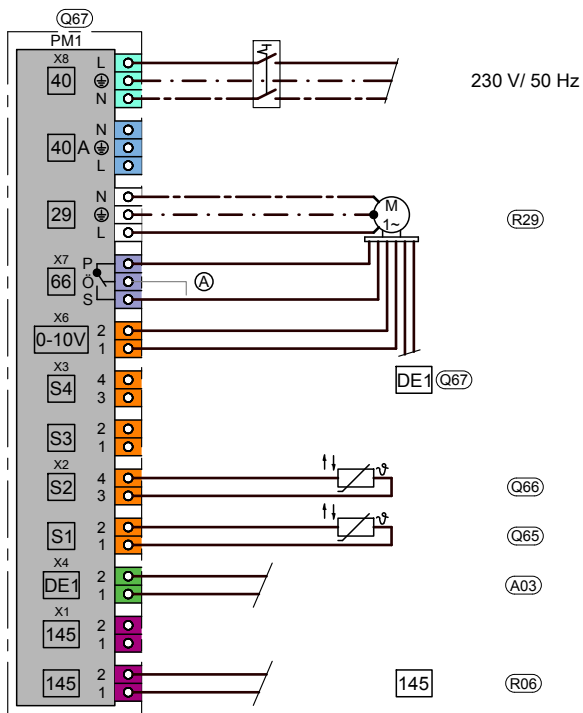 Q67
PM1
X8
40
L
N
230 V/ 50 Hz
40 A
N
L
29
N
L
M
1~
R29
X7
66
P
Ö
S
A
X6
0-10V
2
1
DE1 Q67
X3
S4
4
3
S3
2
1
X2
S2
4
3
ϑ
Q66
S1
2
1
ϑ
Q65
X4
DE1
2
1
A03
X1
145
2
1
145
2
1
145
R06